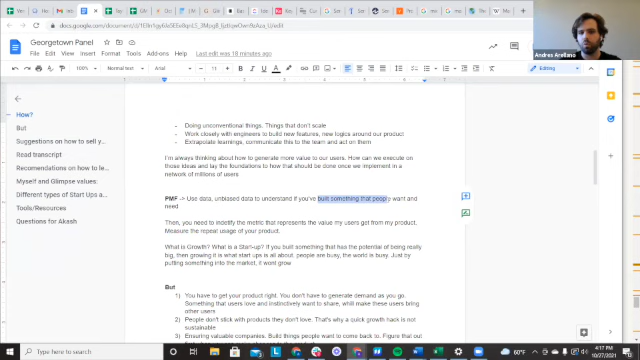 docs.google.com/document/d/
Georgetown Panel
File Edit View Insert Format Tools Add-ons Help Last edit was 18 minutes ago
100% Normal text Arial 11 Editing
Andres Arellano
How?
But
Suggestions on how to sell y...
Read transcript
Recomendations on how to le...
Myself and Glimpse values:
Different types of Start Ups a...
Tools/Resources
Questions for Akash
- Doing unconventional things. Things that don't scale
- Work closely with engineers to build new features, new logics around our product
- Extrapolate learnings, communicate this to the team and act on them
I'm always thinking about how to generate more value to our users. How can we execute on
those ideas and lay the foundations to how that should be done once we implement in a
network of millions of users
PMF -> Use data, unbiased data to understand if you've built something that people want and
need
Then, you need to indetify the metric that represents the value my users get from my product.
Measure the repeat usage of your product.
What is Growth? What is a Start-up? If you built something that has the potential of being really
big, then growing it is what startups is all about. people are busy, the world is busy. Just by
putting something into the market, it wont grow
But
1) You have to get your product right. You don't have to generate demand as you go.
Something that users love and instinctively want to share, whill make these users bring
other users
2) People don't stick with products they don't love. That's why a quick growth hack is
not sustainable
3) Ensuring valuable companies. Build things people want to come back to. Figure that out
Type here to search
60°F
4:17 PM
10/27/2021